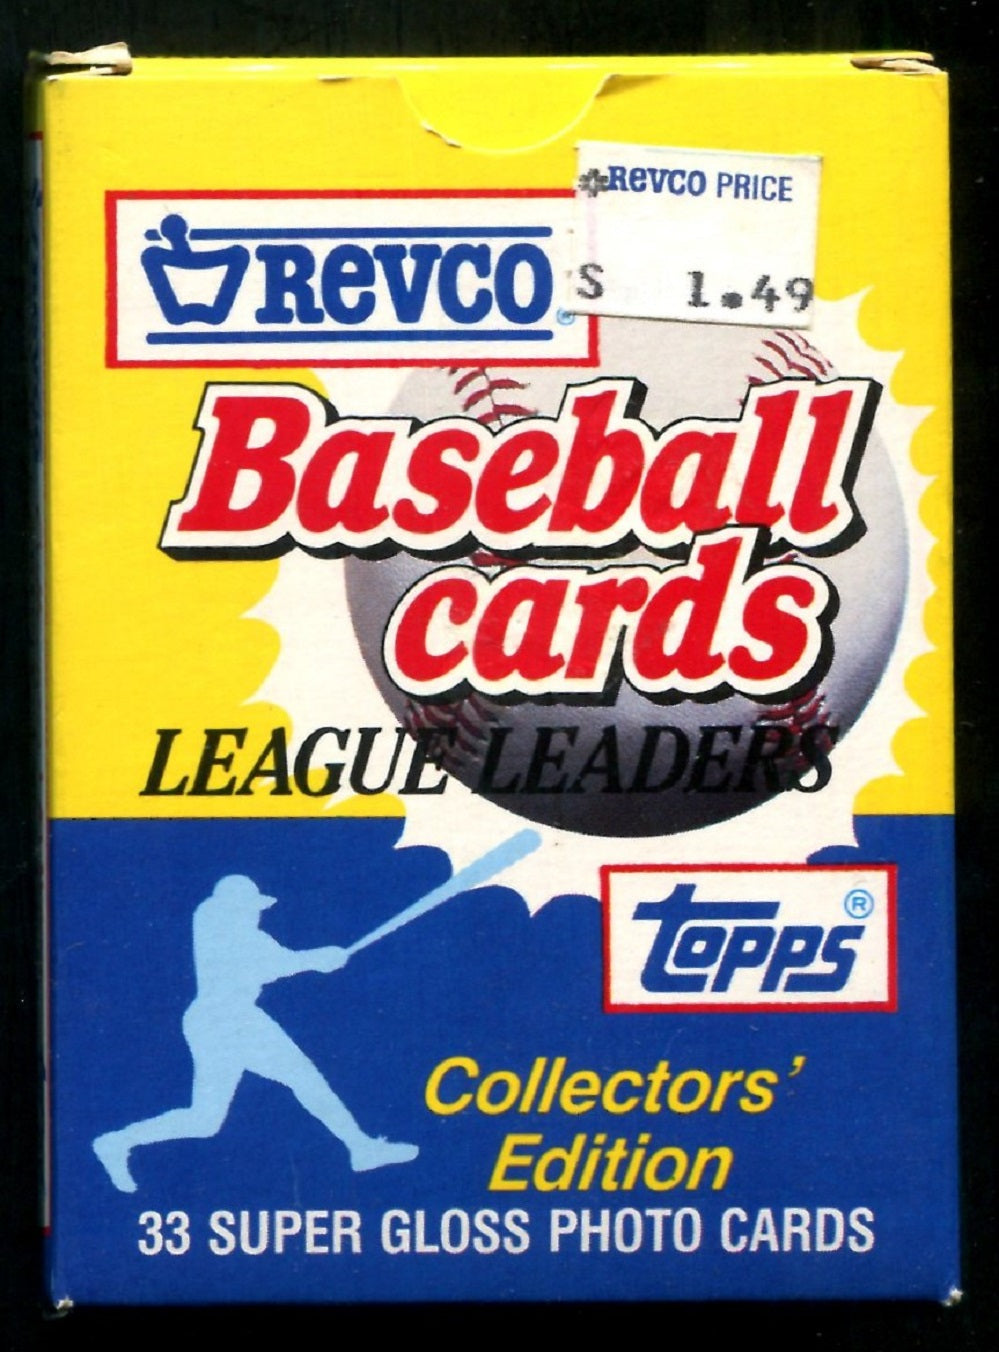 *REVCO PRICE
S 1.49
REVCO®
Baseball
cards
LEAGUE LEADERS
TOPPS®
Collectors'
Edition
33 SUPER GLOSS PHOTO CARDS